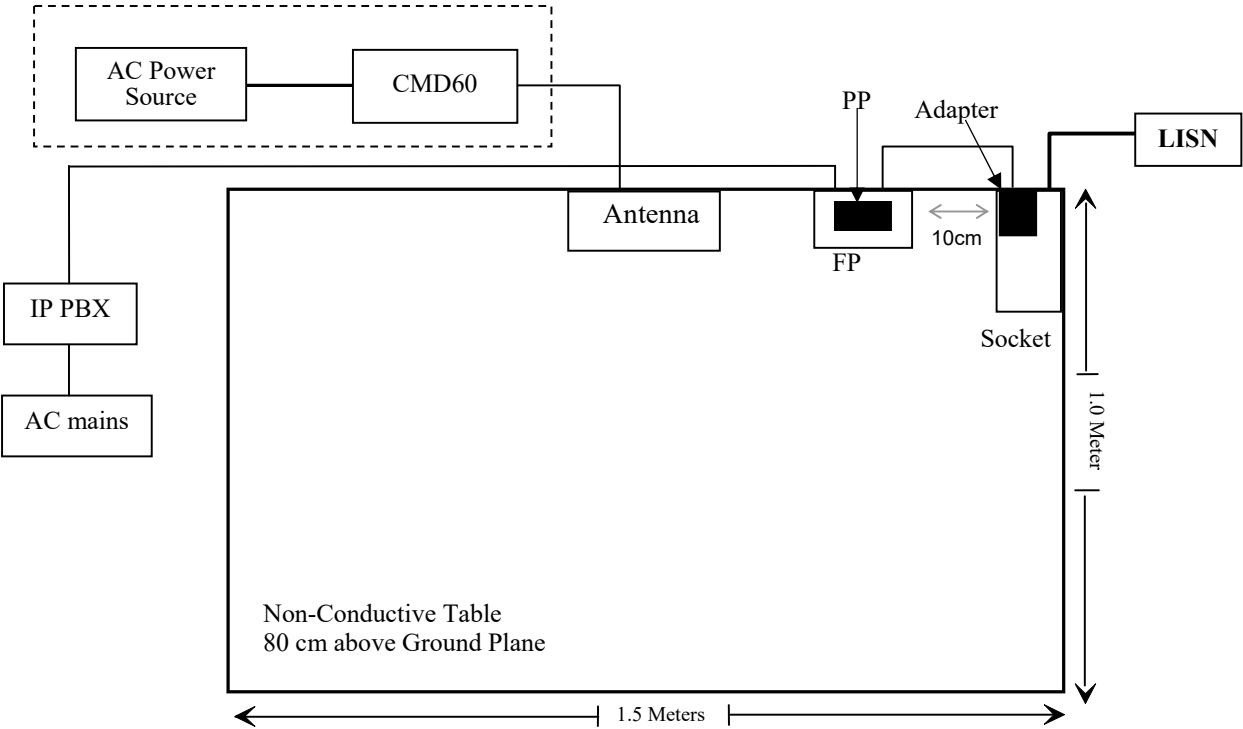 AC Power
Source
CMD60
PP
Adapter
LISN
Antenna
10cm
FP
IP PBX
Socket
AC mains
1.0 Meter
Non-Conductive Table
80 cm above Ground Plane
1.5 Meters